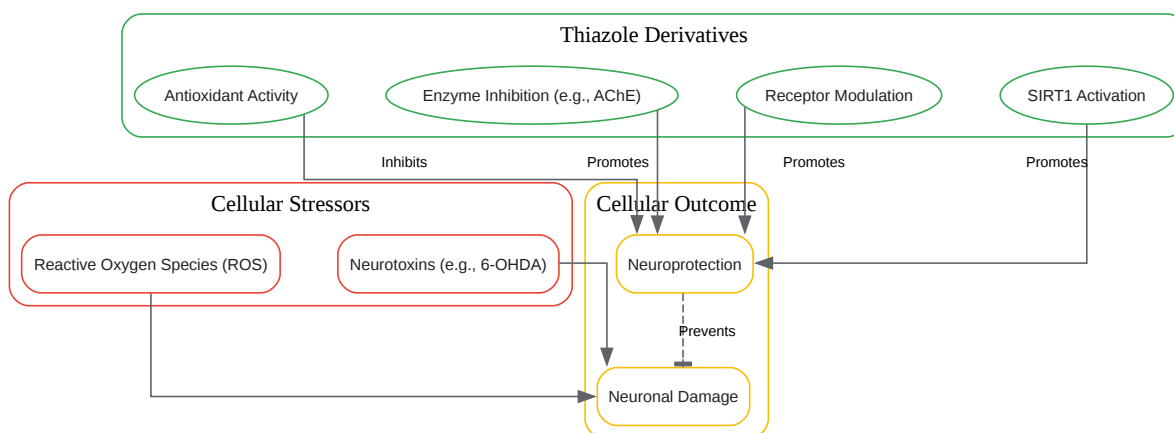 Thiazole Derivatives
Antioxidant Activity
Enzyme Inhibition (e.g., AChE)
Receptor Modulation
SIRT1 Activation
Inhibits
Promotes
Promotes
Promotes
Cellular Stressors
Cellular Outcome
Reactive Oxygen Species (ROS)
Neurotoxins (e.g., 6-OHDA)
Neuroprotection
Prevents
Neuronal Damage